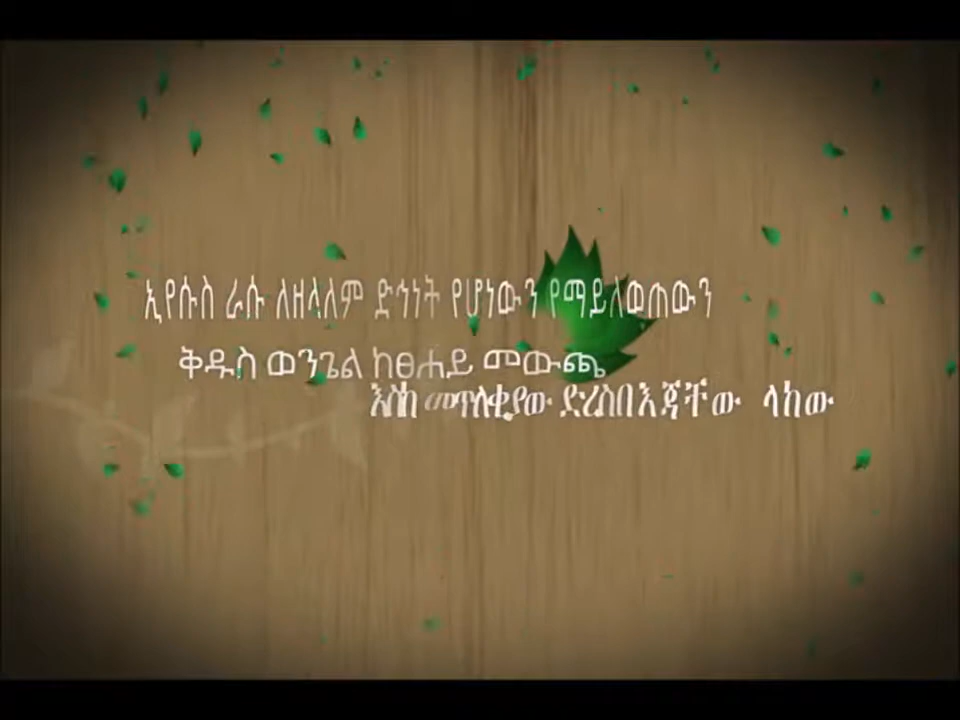 ኢየሱስ ራሱ ለዘላለም ድኅነት የሆነውን የማይለወጠውን
ቅዱስ ወንጌል ከፀሐይ መውጫ
እስከ መጥለቂያው ድረስበእጃቸው ላከው